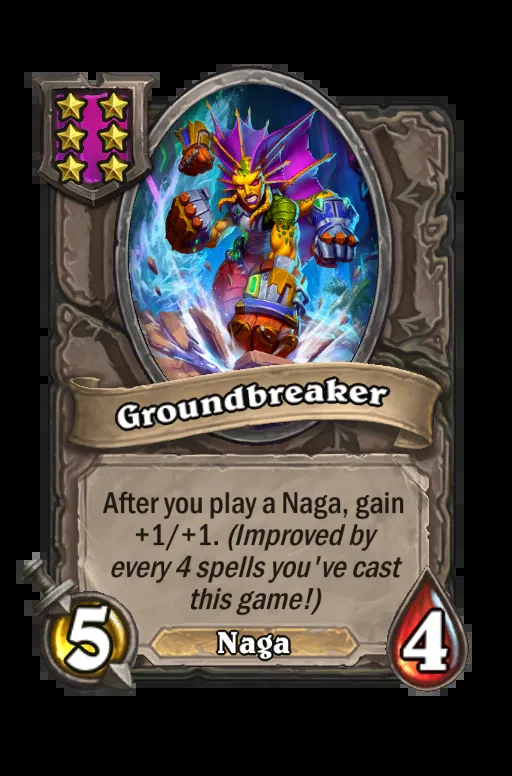 Groundbreaker
After you play a Naga, gain
+1/+1. (Improved by
every 4 spells you've cast
this game!)
Naga
5
4